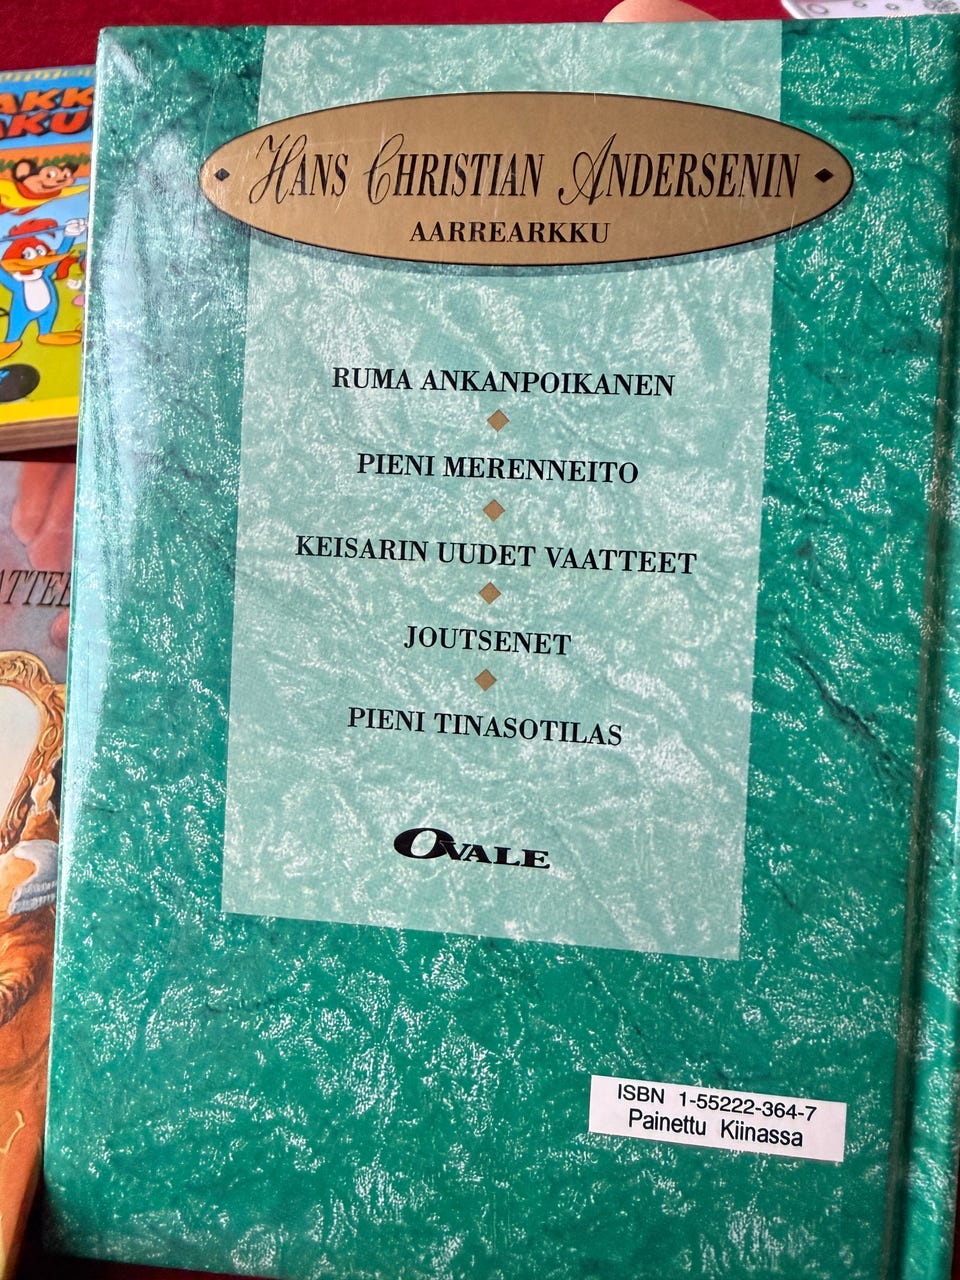 Hans Christian Andersenin
AARREARKKU
RUMA ANKANPOIKANEN
PIENI MERENNEITO
KEISARIN UUDET VAATTEET
JOUTSENET
PIENI TINASOTILAS
OVALE
ISBN 1-55222-364-7
Painettu Kiinassa